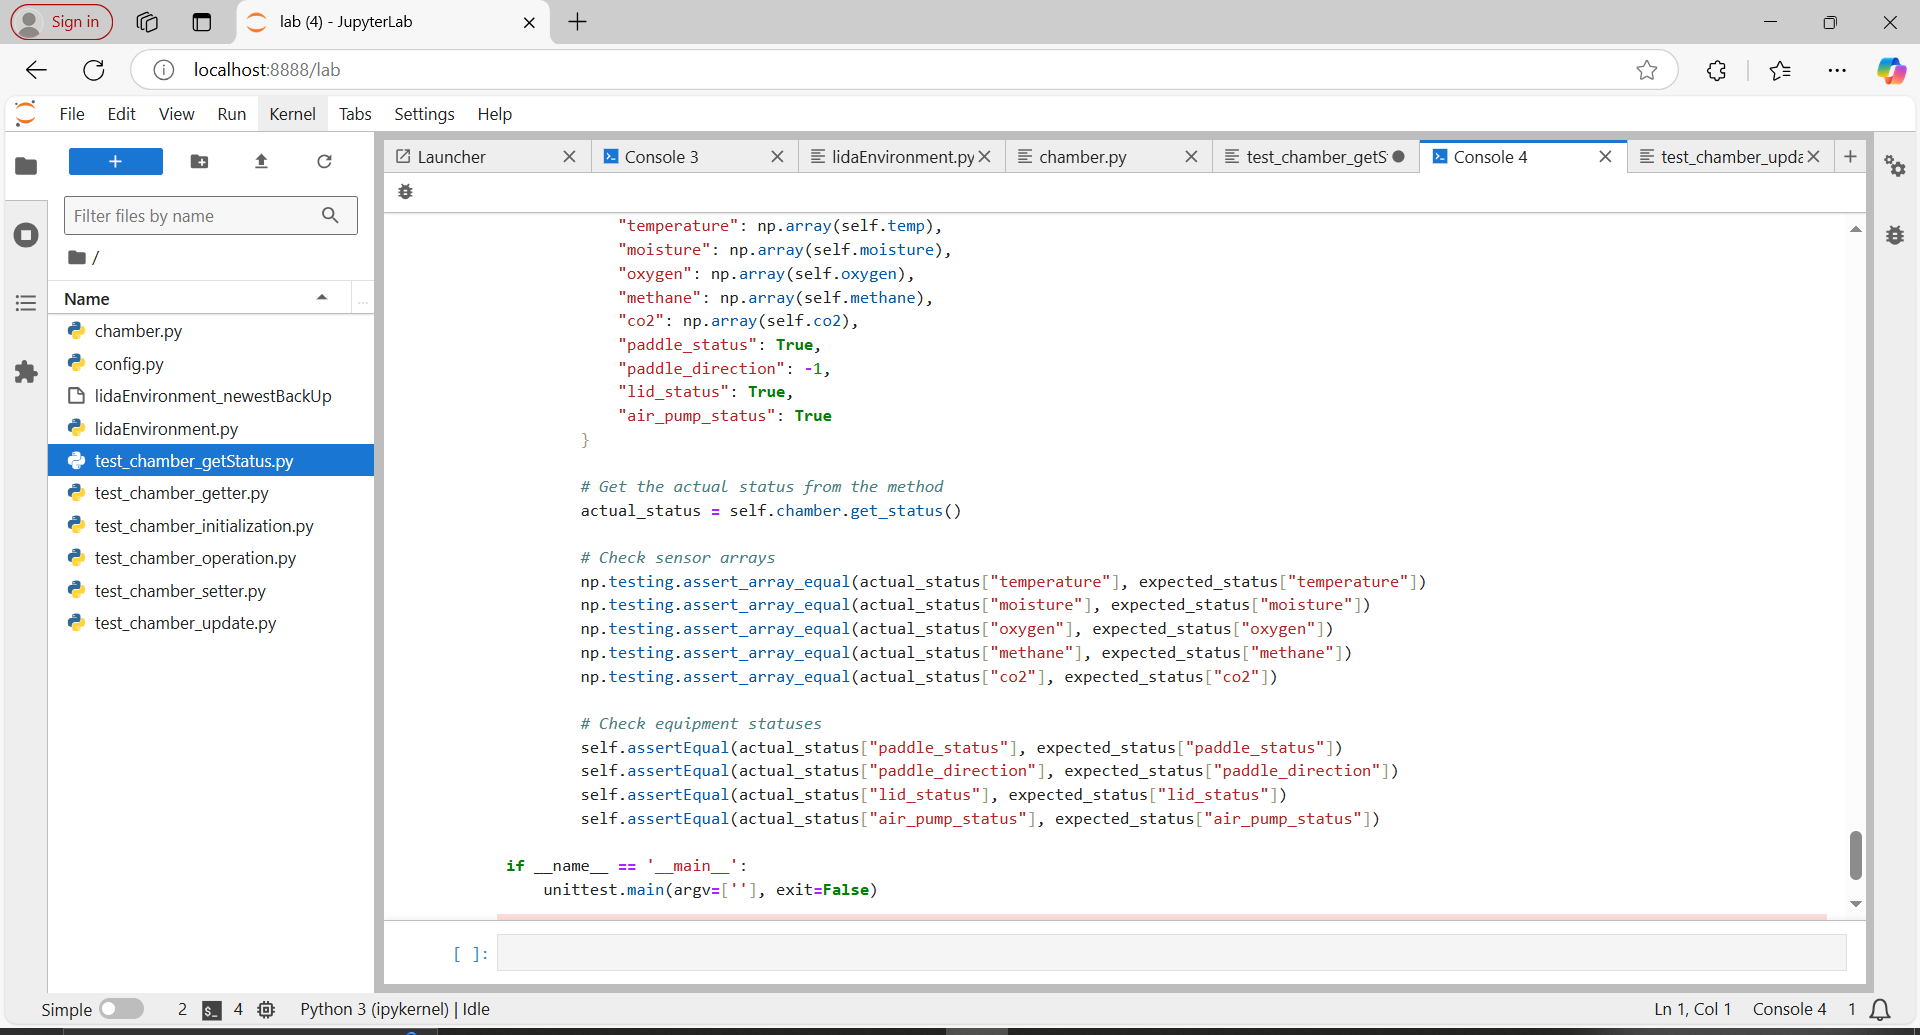 Sign in
lab (4) - JupyterLab
localhost:8888/lab
File Edit View Run Kernel Tabs Settings Help
Launcher
Console 3
lidaEnvironment.py
chamber.py
test_chamber_getS
Console 4
test_chamber_upda
Filter files by name
/
Name
...
chamber.py
config.py
lidaEnvironment_newestBackUp
lidaEnvironment.py
test_chamber_getStatus.py
test_chamber_getter.py
test_chamber_initialization.py
test_chamber_operation.py
test_chamber_setter.py
test_chamber_update.py
"temperature": np.array(self.temp),
"moisture": np.array(self.moisture),
"oxygen": np.array(self.oxygen),
"methane": np.array(self.methane),
"co2": np.array(self.co2),
"paddle_status": True,
"paddle_direction": -1,
"lid_status": True,
"air_pump_status": True
}
# Get the actual status from the method
actual_status = self.chamber.get_status()
# Check sensor arrays
np.testing.assert_array_equal(actual_status["temperature"], expected_status["temperature"])
np.testing.assert_array_equal(actual_status["moisture"], expected_status["moisture"])
np.testing.assert_array_equal(actual_status["oxygen"], expected_status["oxygen"])
np.testing.assert_array_equal(actual_status["methane"], expected_status["methane"])
np.testing.assert_array_equal(actual_status["co2"], expected_status["co2"])
# Check equipment statuses
self.assertEqual(actual_status["paddle_status"], expected_status["paddle_status"])
self.assertEqual(actual_status["paddle_direction"], expected_status["paddle_direction"])
self.assertEqual(actual_status["lid_status"], expected_status["lid_status"])
self.assertEqual(actual_status["air_pump_status"], expected_status["air_pump_status"])
if __name__ == '__main__':
unittest.main(argv=[''], exit=False)
[ ]:
Simple 2 $_ 4 Python 3 (ipykernel) | Idle Ln 1, Col 1 Console 4 1